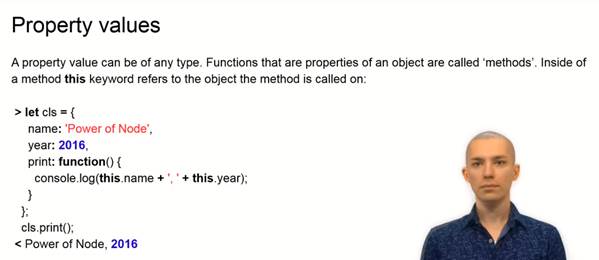 Property values
A property value can be of any type. Functions that are properties of an object are called ‘methods’. Inside of
a method this keyword refers to the object the method is called on:
> let cls = {
name: 'Power of Node',
year: 2016,
print: function() {
console.log(this.name + ', ' + this.year);
}
};
cls.print();
< Power of Node, 2016